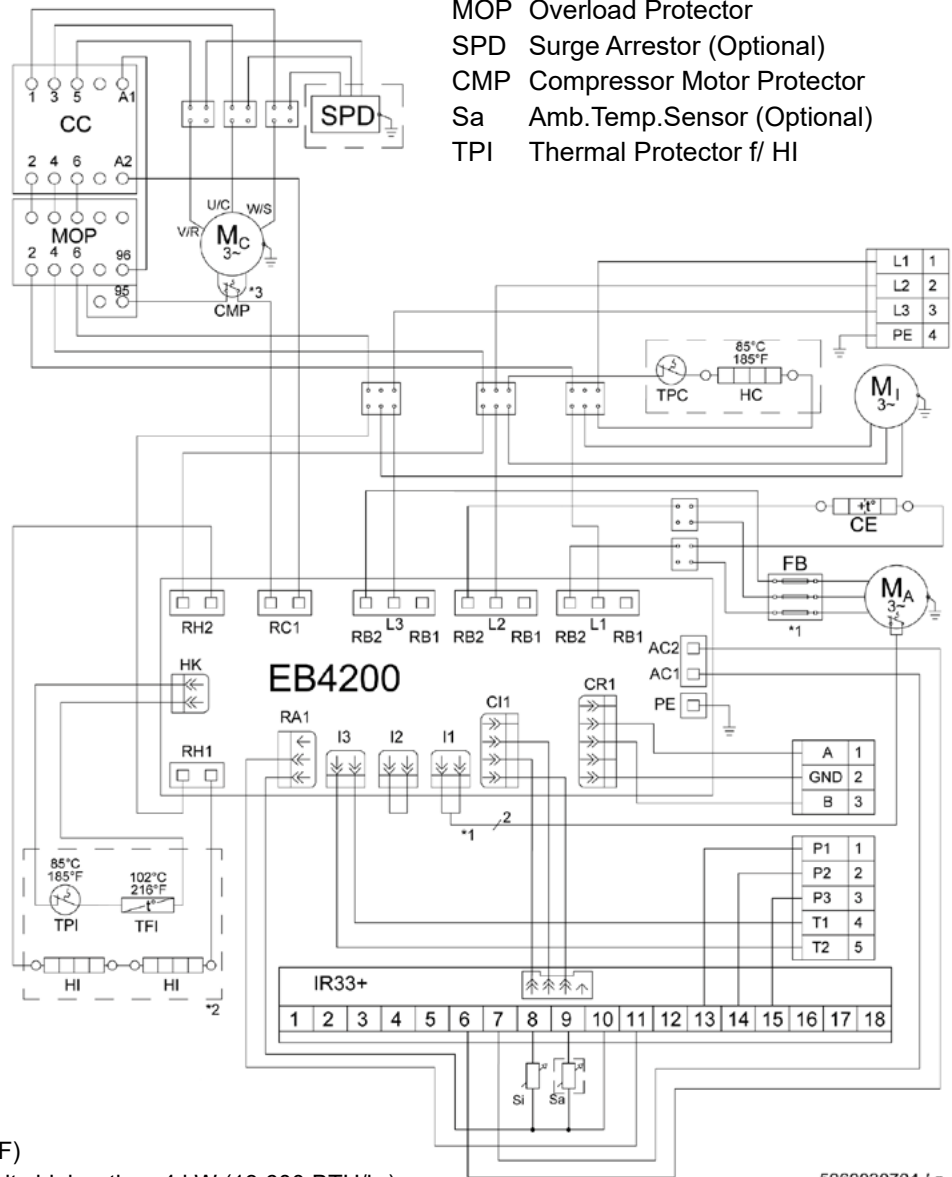 MOP Overload Protector
SPD Surge Arrestor (Optional)
CMP Compressor Motor Protector
Sa Amb.Temp.Sensor (Optional)
TPI Thermal Protector f/ HI
1 3 5 A1
CC
2 4 6 A2
MOP
2 4 6 96
95
SPD
U/C
V/R
W/S
MC
3~
*3
CMP
L1 1
L2 2
L3 3
PE 4
85°C
185°F
TPC
HC
MI
3~
+t°
CE
FB
*1
MA
3~
RH2
RC1
RB2 L3 RB1
RB2 L2 RB1
RB2 L1 RB1
HK
EB4200
AC2
AC1
PE
RA1
I3
I2
I1
CI1
CR1
RH1
*1
2
A 1
GND 2
B 3
P1 1
P2 2
P3 3
T1 4
T2 5
85°C
185°F
TPI
102°C
216°F
t°
TFI
HI
HI
*2
IR33+
1 2 3 4 5 6 7 8 9 10 11 12 13 14 15 16 17 18
Si
Sa
F)